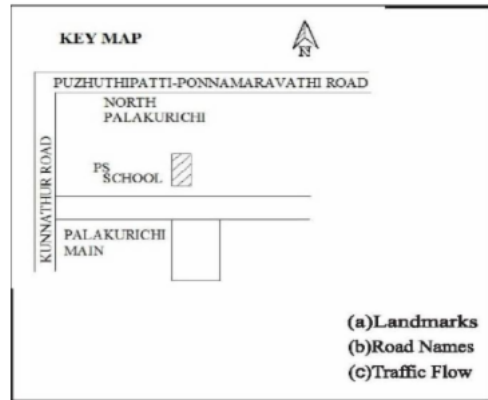 KEY MAP
N
PUZHUTHIPATTI-PONNAMARAVATHI ROAD
NORTH
PALAKURICHI
PS
SCHOOL
KUNNATHUR ROAD
PALAKURICHI
MAIN
(a)Landmarks
(b)Road Names
(c)Traffic Flow